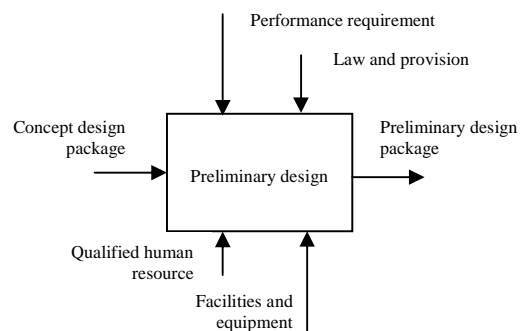 Performance requirement
Law and provision
Concept design
package
Preliminary design
Preliminary design
package
Qualified human
resource
Facilities and
equipment